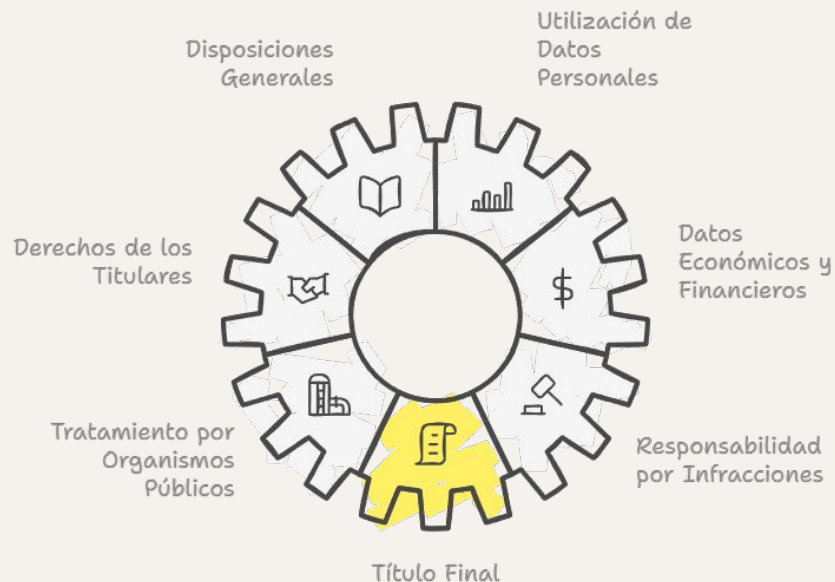 Disposiciones
Generales
Utilización de
Datos
Personales
Derechos de los
Titulares
Datos
Económicos y
Financieros
Tratamiento por
Organismos
Públicos
Responsabilidad
por Infracciones
Título Final